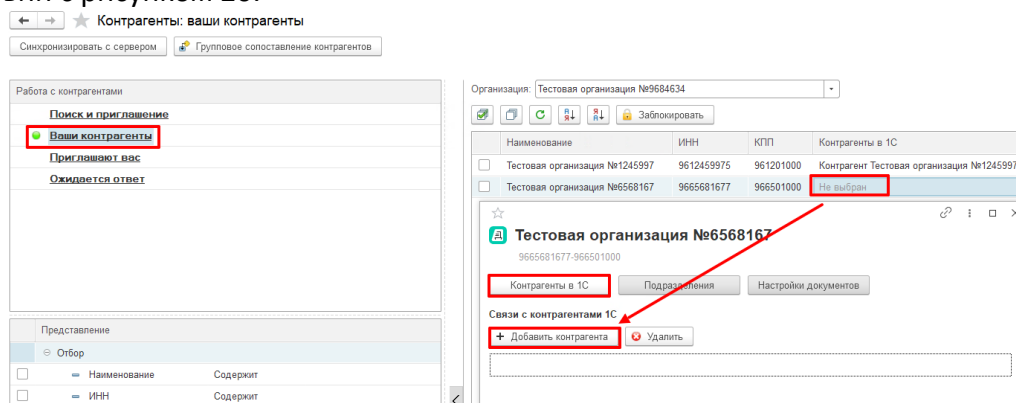 Контрагенты: ваши контрагенты
Синхронизировать с сервером Групповое сопоставление контрагентов
Работа с контрагентами
Поиск и приглашение
Ваши контрагенты
Приглашают вас
Ожидается ответ
Представление
Отбор
Наименование Содержит
ИНН Содержит
Организация: Тестовая организация №9684634
Заблокировать
Наименование ИНН КПП Контрагенты в 1С
Тестовая организация №1245997 9612459975 961201000 Контрагент Тестовая организация №1245997
Тестовая организация №6568167 9665681677 966501000 Не выбран
Тестовая организация №6568167
9665681677-966501000
Контрагенты в 1С Подразделения Настройки документов
Связи с контрагентами 1С
+ Добавить контрагента Удалить